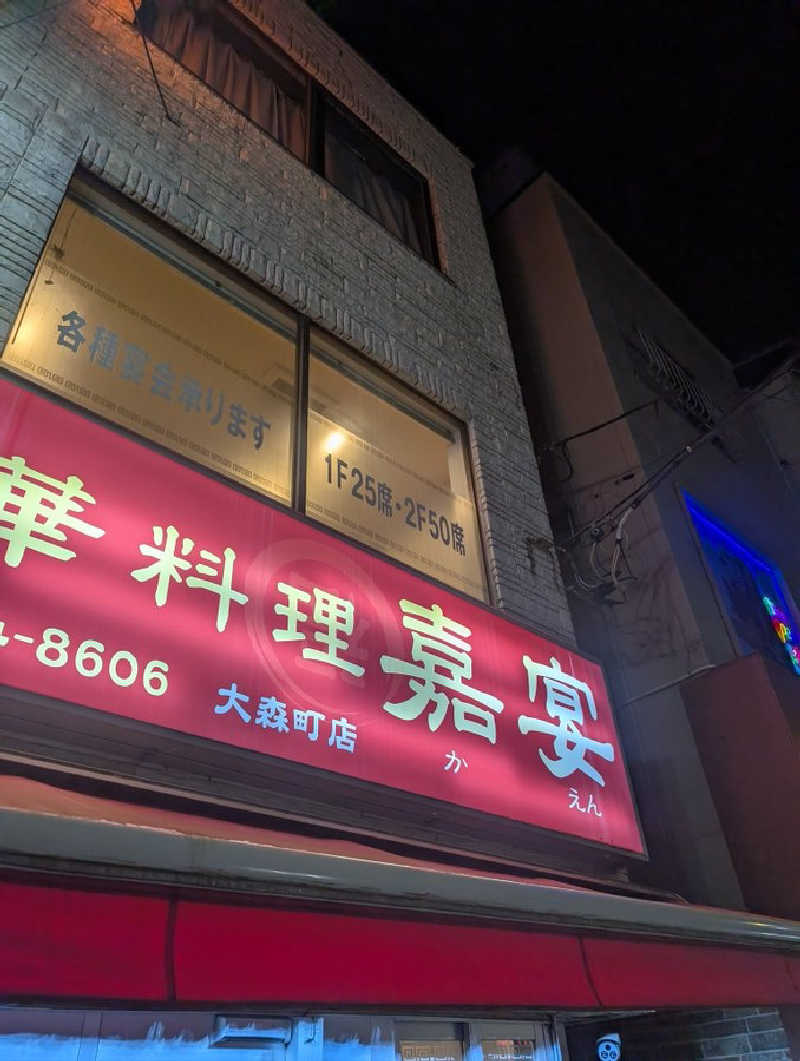 各種宴会承ります
1F25席・2F50席
華料理嘉宴
-8606
大森町店
か
えん